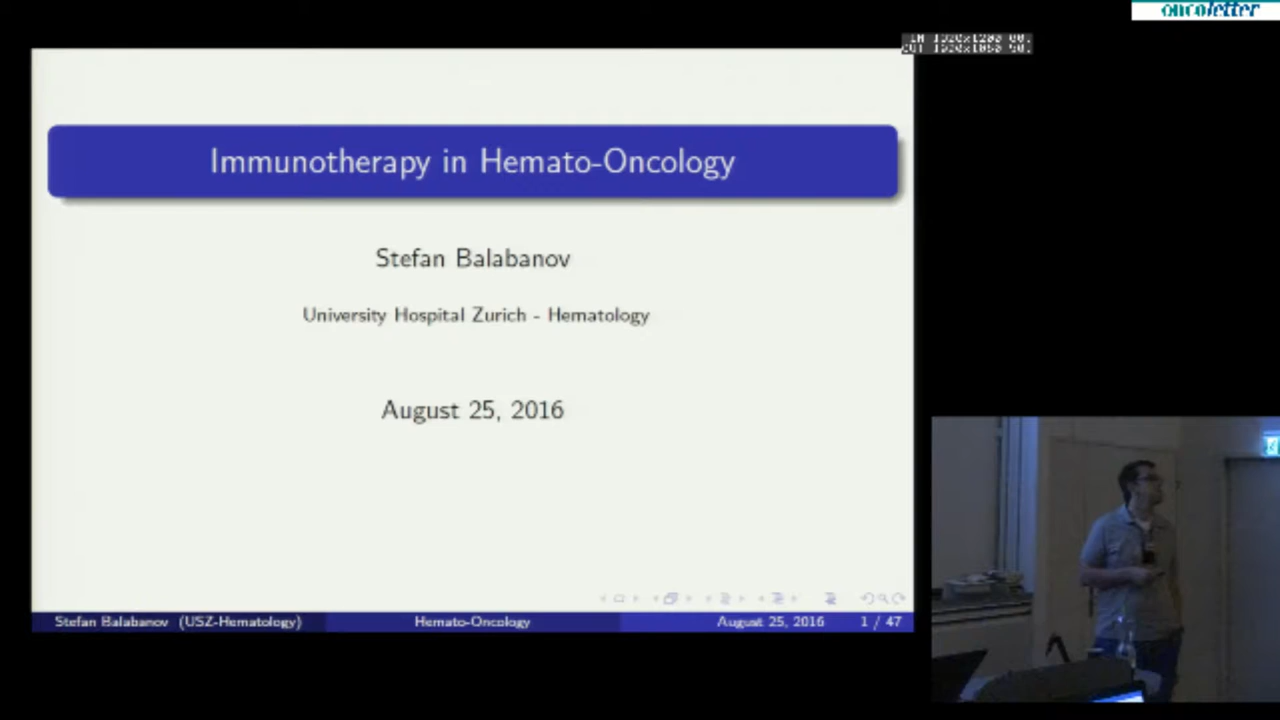 oncoletter
Immunotherapy in Hemato-Oncology
Stefan Balabanov
University Hospital Zurich - Hematology
August 25, 2016
Stefan Balabanov (USZ-Hematology)
Hemato-Oncology
August 25, 2016
1 / 47